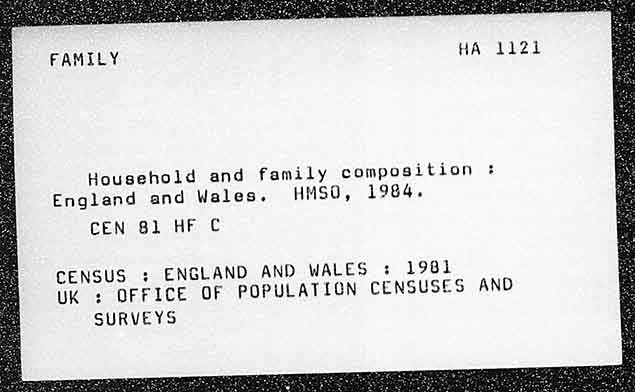 FAMILY
HA 1121
Household and family composition :
England and Wales. HMSO, 1984.
CEN 81 HF C
CENSUS : ENGLAND AND WALES : 1981
UK : OFFICE OF POPULATION CENSUSES AND
SURVEYS